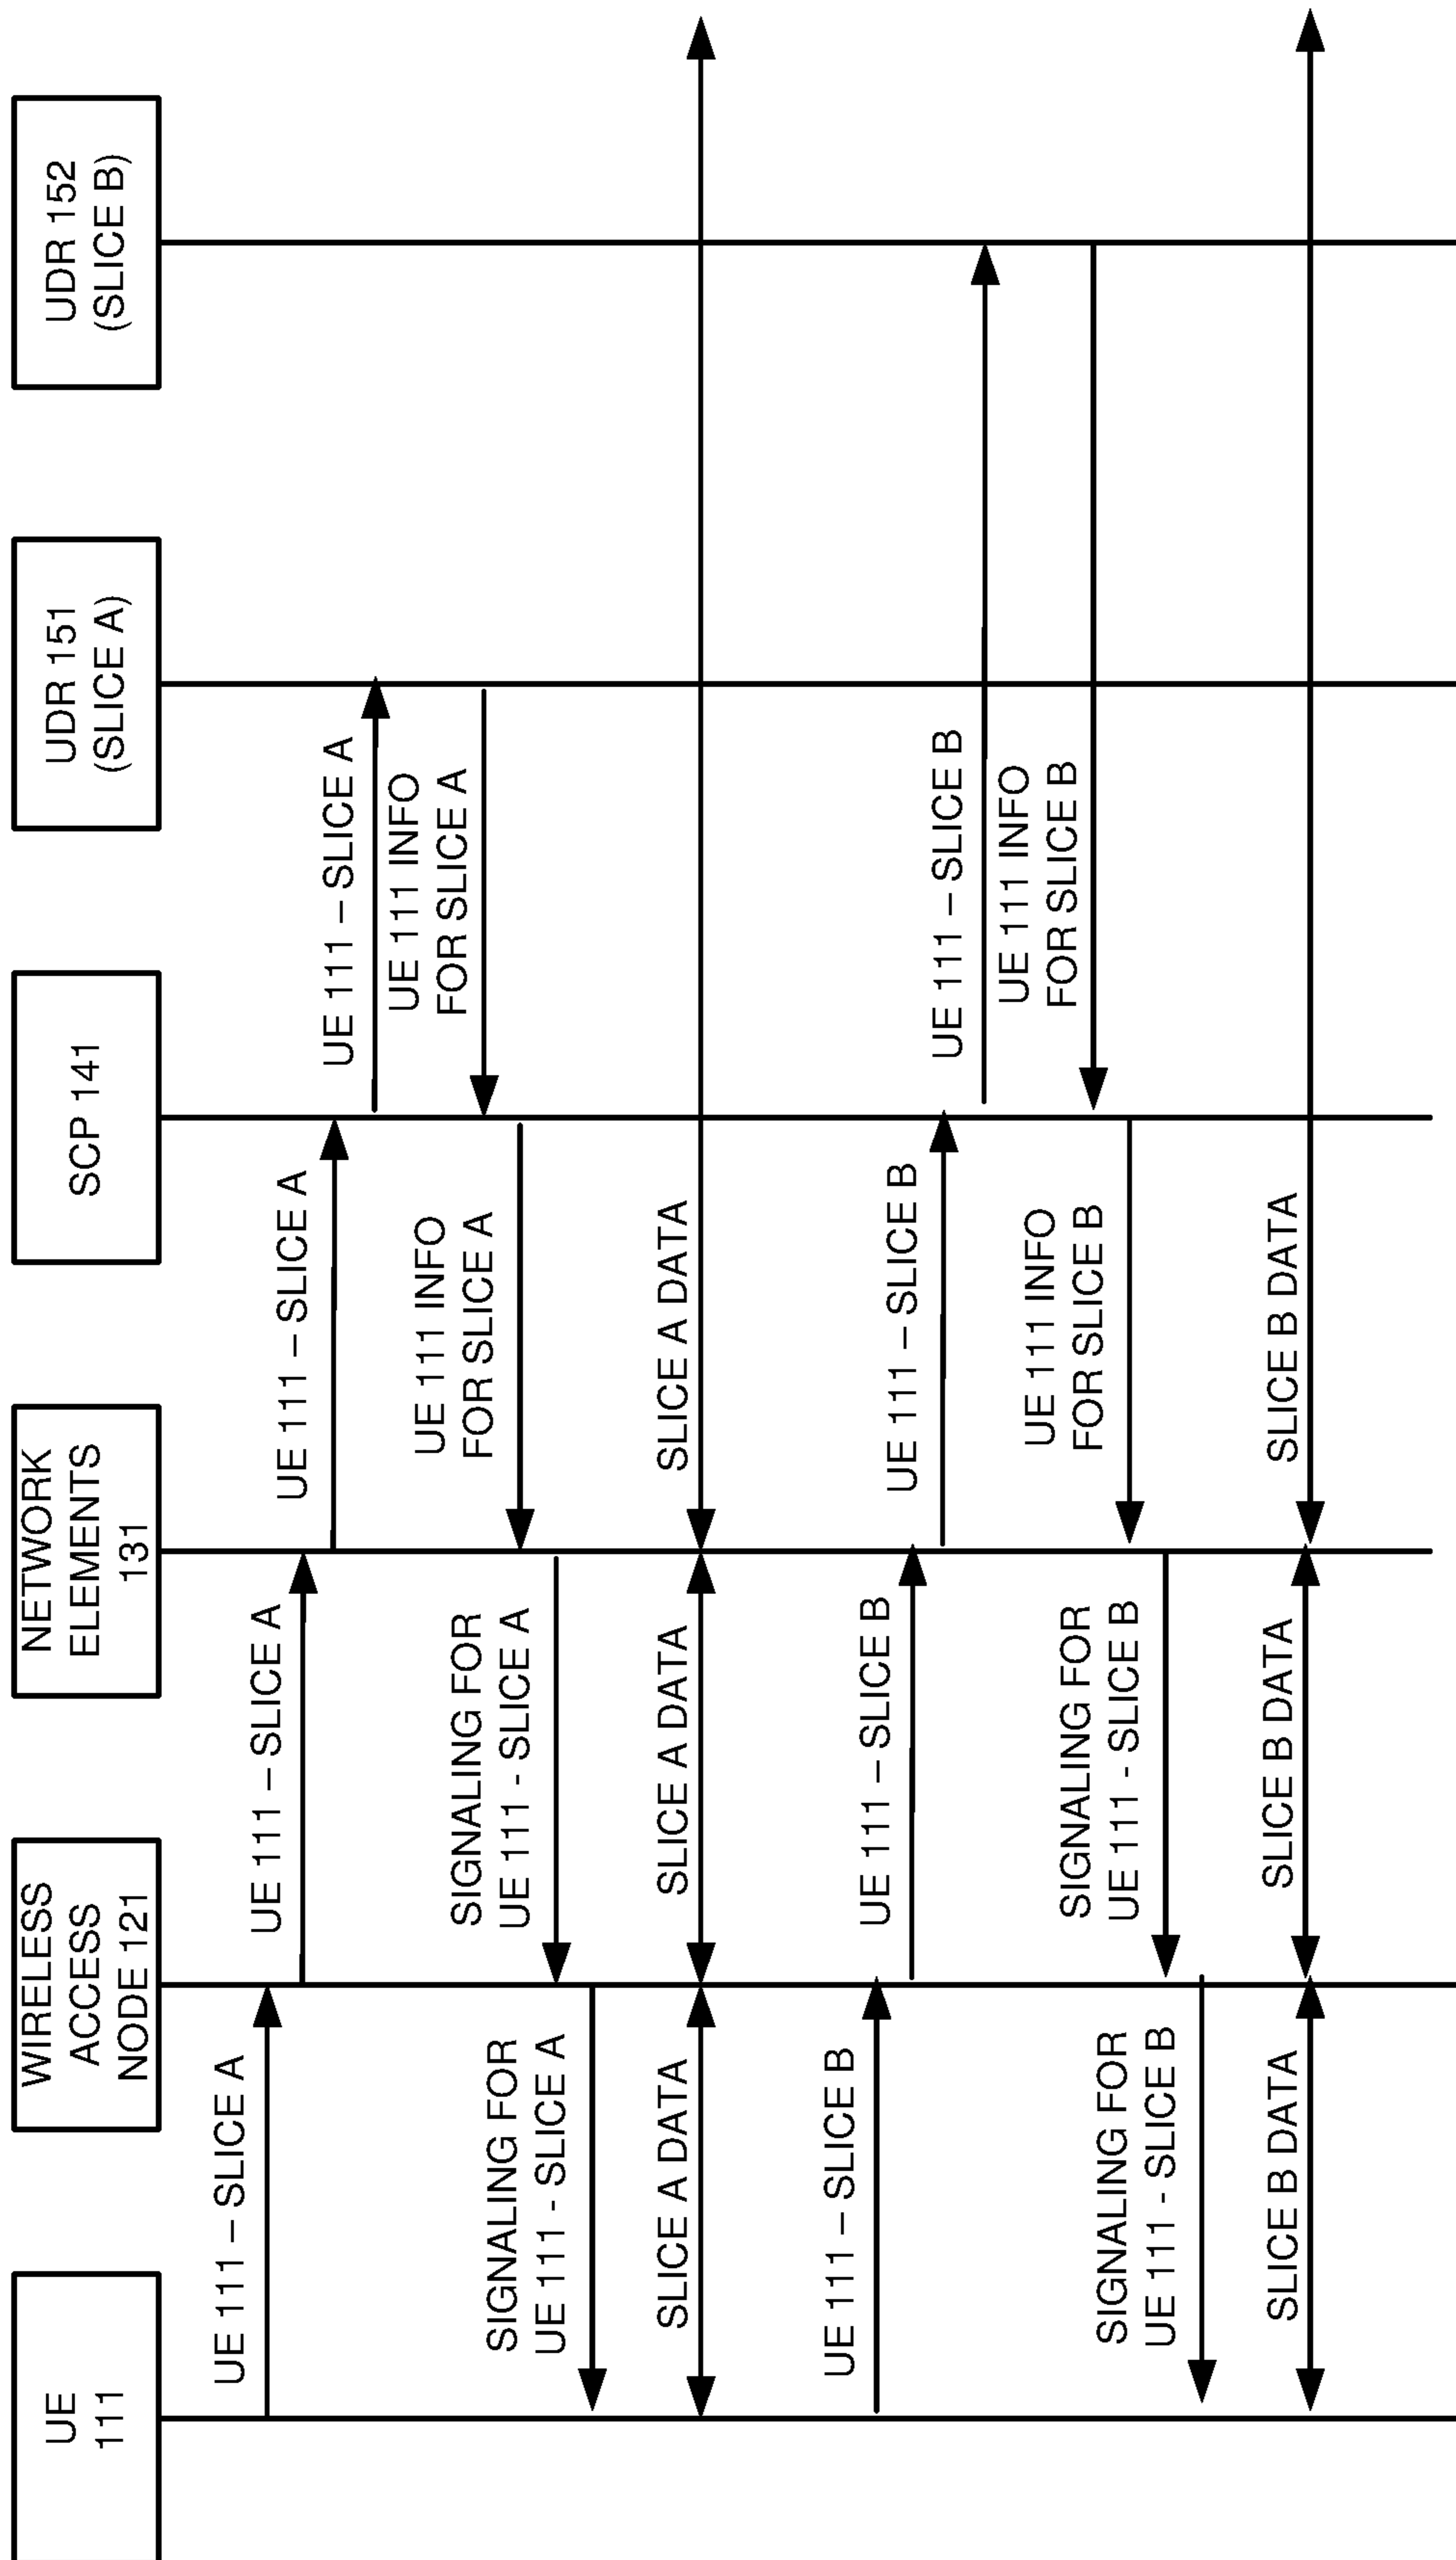 UE
111
WIRELESS
ACCESS
NODE 121
NETWORK
ELEMENTS
131
SCP 141
UDR 151
(SLICE A)
UDR 152
(SLICE B)
UE 111 – SLICE A
UE 111 – SLICE A
UE 111 – SLICE A
UE 111 – SLICE A
UE 111 INFO
FOR SLICE A
UE 111 INFO
FOR SLICE A
SIGNALING FOR
UE 111 - SLICE A
SIGNALING FOR
UE 111 - SLICE A
SLICE A DATA
SLICE A DATA
SLICE A DATA
UE 111 – SLICE B
UE 111 – SLICE B
UE 111 – SLICE B
UE 111 – SLICE B
UE 111 INFO
FOR SLICE B
UE 111 INFO
FOR SLICE B
SIGNALING FOR
UE 111 - SLICE B
SIGNALING FOR
UE 111 - SLICE B
SLICE B DATA
SLICE B DATA
SLICE B DATA